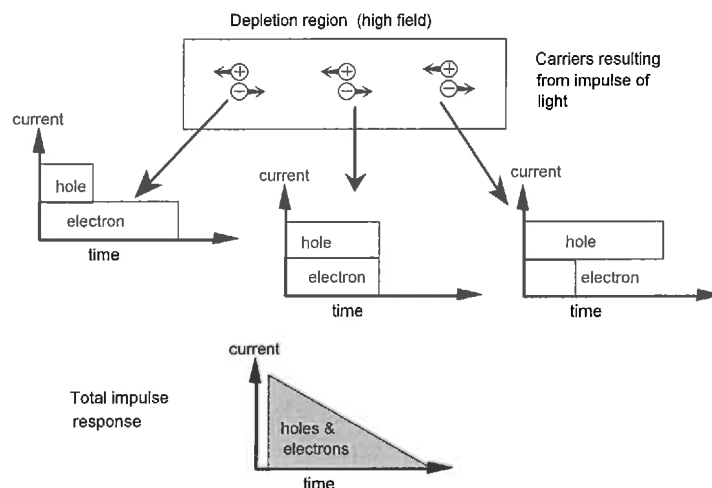 Depletion region (high field)
Carriers resulting
from impulse of
light
+
−
+
−
+
−
current
hole
electron
time
current
hole
electron
time
current
hole
electron
time
Total impulse
response
current
holes &
electrons
time